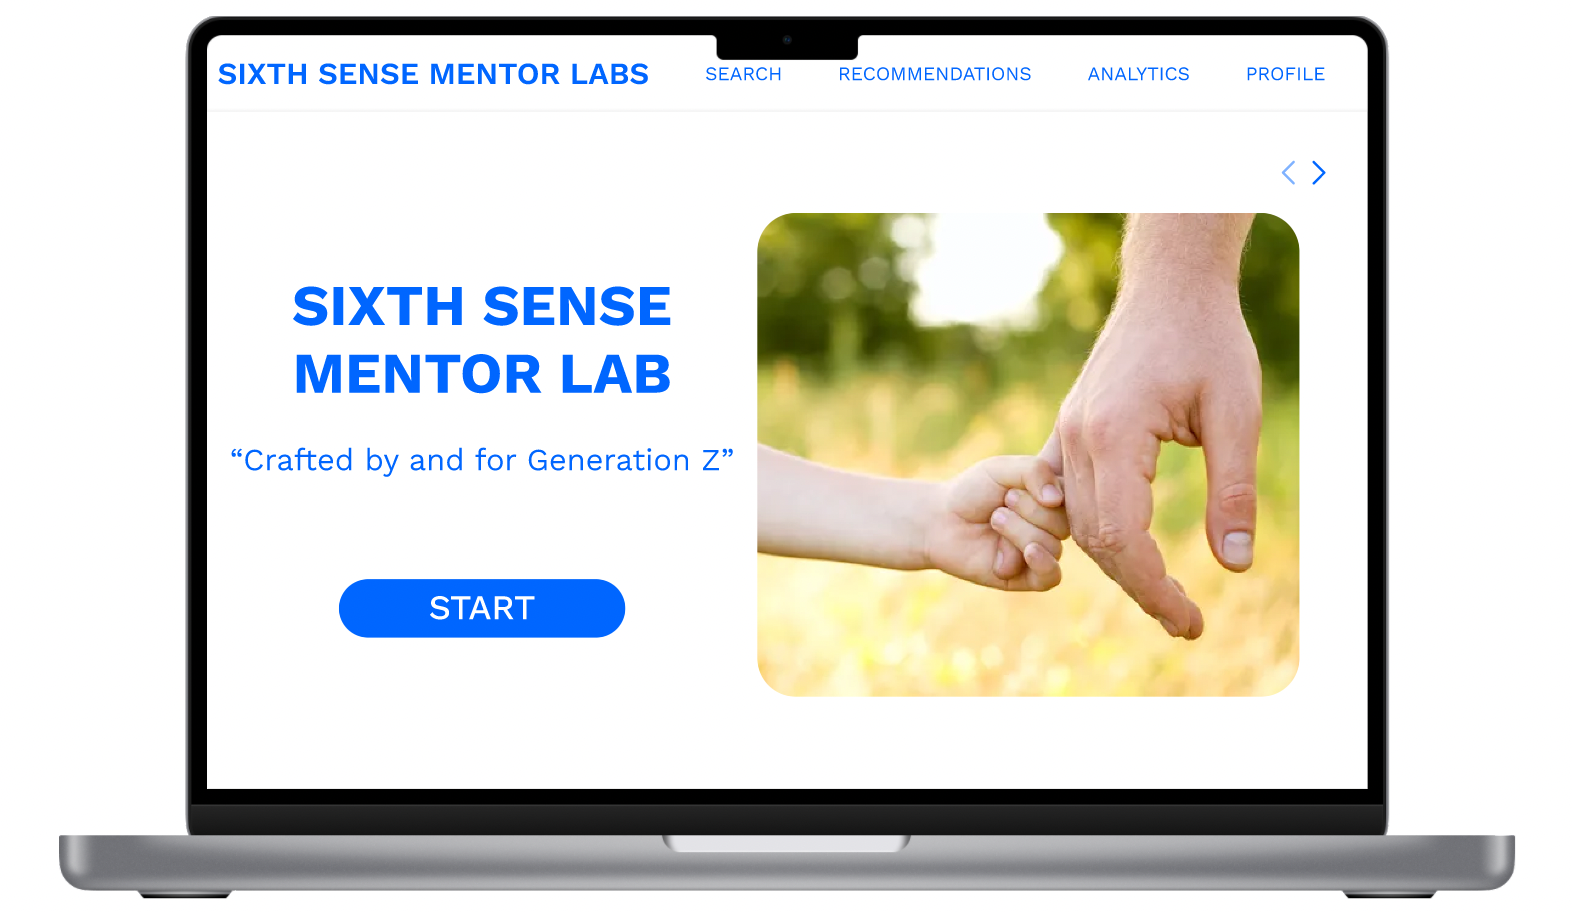 SIXTH SENSE MENTOR LABS
SEARCH
RECOMMENDATIONS
ANALYTICS
PROFILE
SIXTH SENSE
MENTOR LAB
“Crafted by and for Generation Z”
START